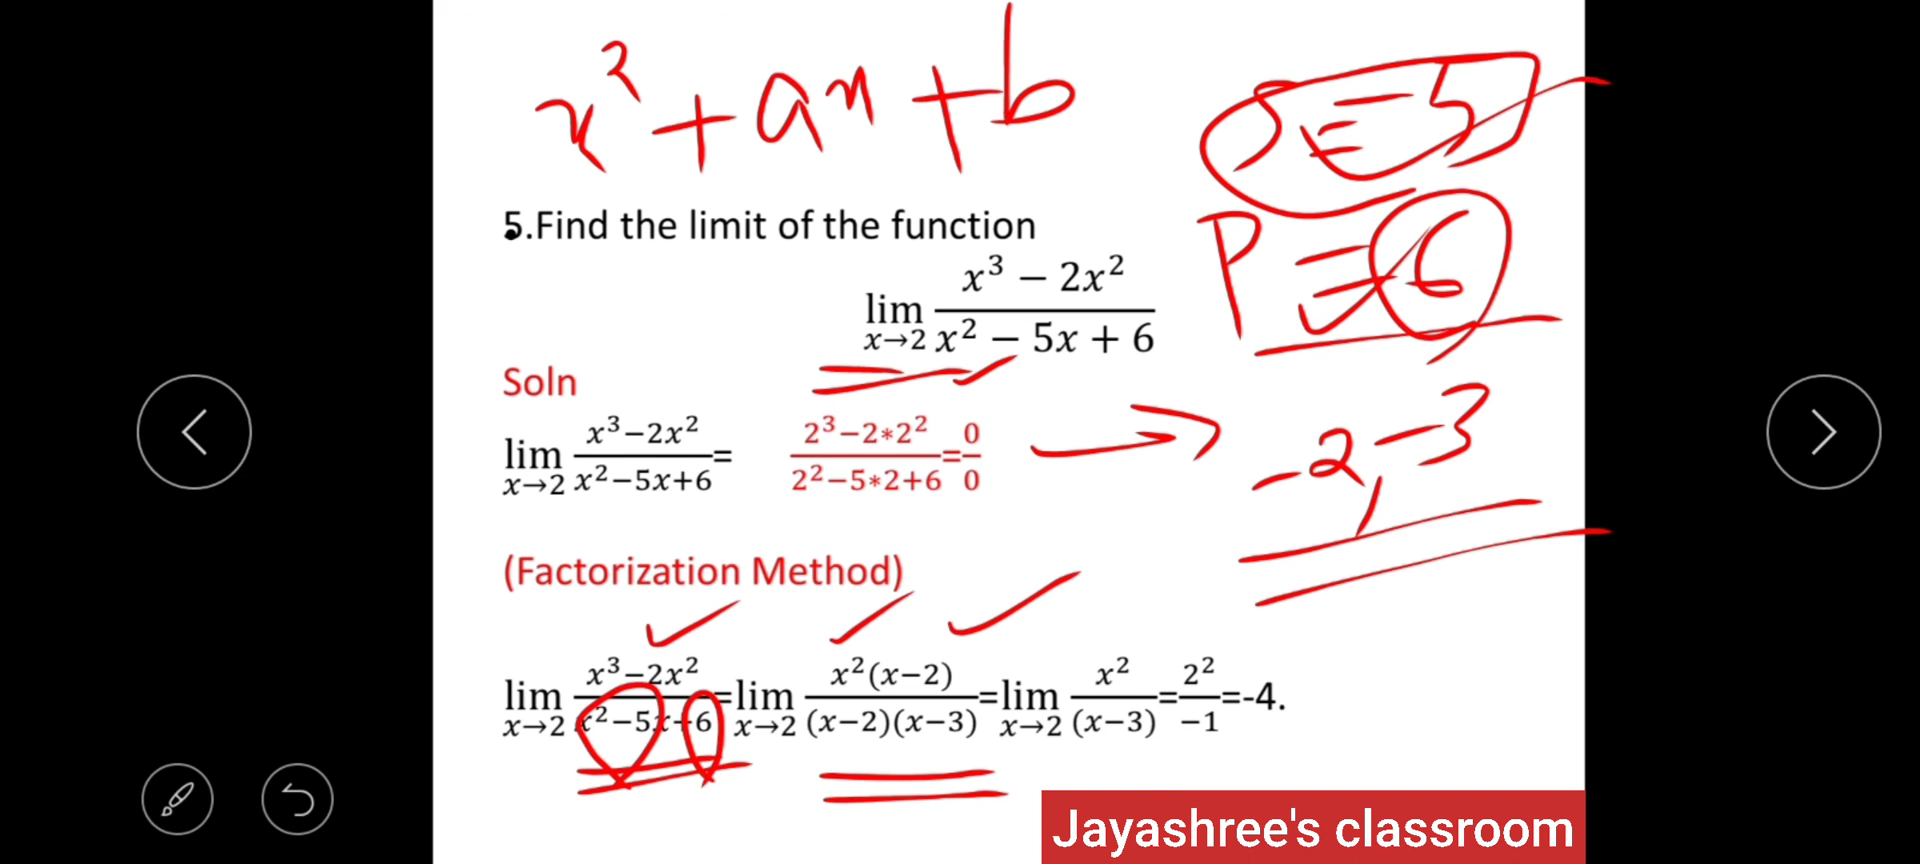 x² + ax + b
S = 5
P = 6
5.Find the limit of the function
lim x→2 (x³ − 2x²)/(x² − 5x + 6)
Soln
lim x→2 (x³−2x²)/(x²−5x+6) = (2³−2*2²)/(2²−5*2+6) = 0/0
-2, -3
(Factorization Method)
lim x→2 (x³−2x²)/(x²−5x+6) = lim x→2 x²(x−2)/(x−2)(x−3) = lim x→2 x²/(x−3) = 2²/−1 = -4.
Jayashree's classroom